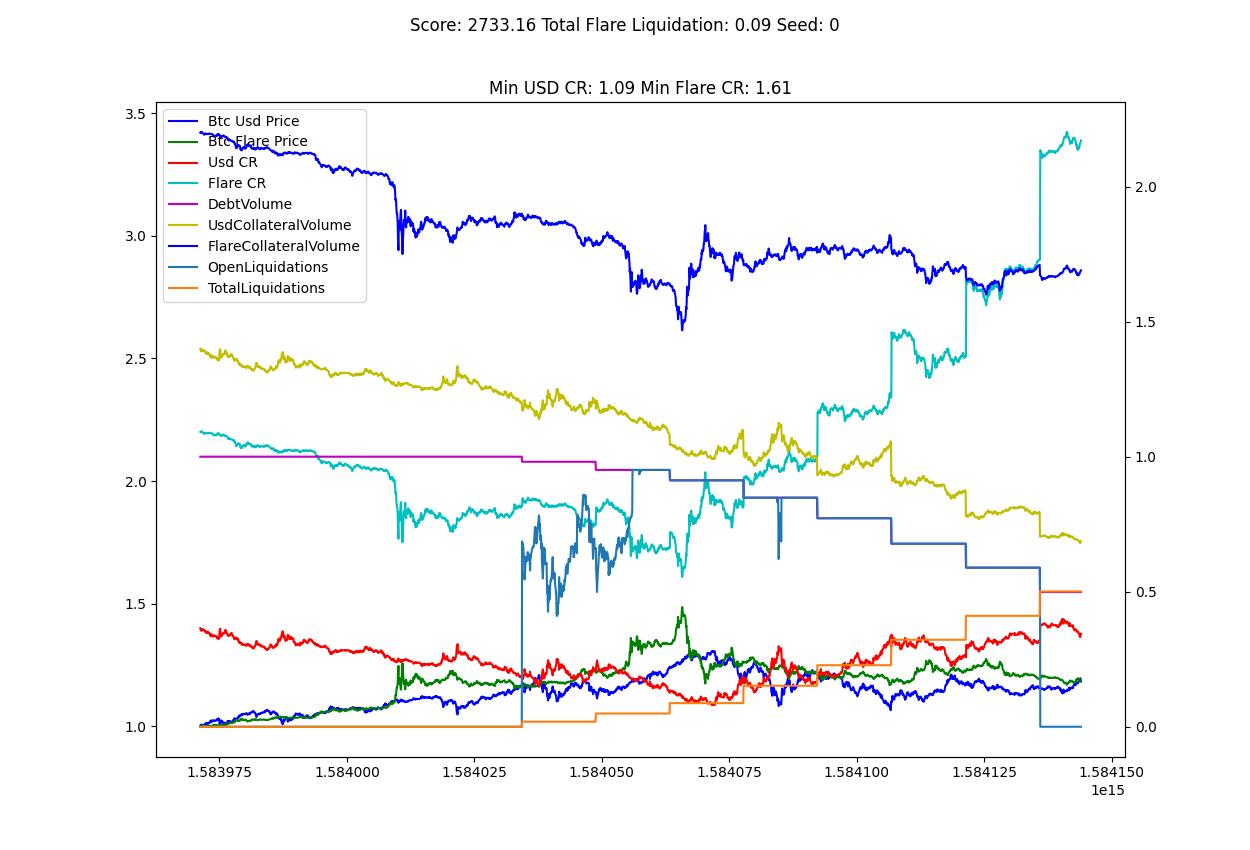 Score: 2733.16 Total Flare Liquidation: 0.09 Seed: 0
Min USD CR: 1.09 Min Flare CR: 1.61
3.5
3.0
2.5
2.0
1.5
1.0
Btc Usd Price
Btc Flare Price
Usd CR
Flare CR
DebtVolume
UsdCollateralVolume
FlareCollateralVolume
OpenLiquidations
TotalLiquidations
2.0
1.5
1.0
0.5
0.0
1.583975 1.584000 1.584025 1.584050 1.584075 1.584100 1.584125 1.584150
1e15